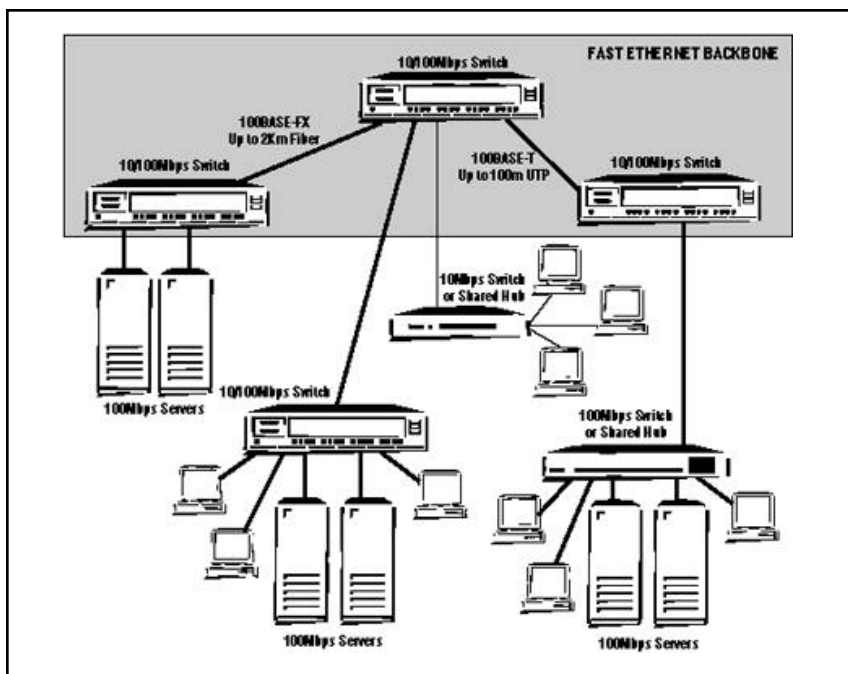 FAST ETHERNET BACKBONE
10/100Mbps Switch
100BASE-FX
Up to 2Km Fiber
100BASE-T
Up to 100m UTP
10/100Mbps Switch
10/100Mbps Switch
10Mbps Switch
or Shared Hub
100Mbps Servers
10/100Mbps Switch
100Mbps Switch
or Shared Hub
100Mbps Servers
100Mbps Servers